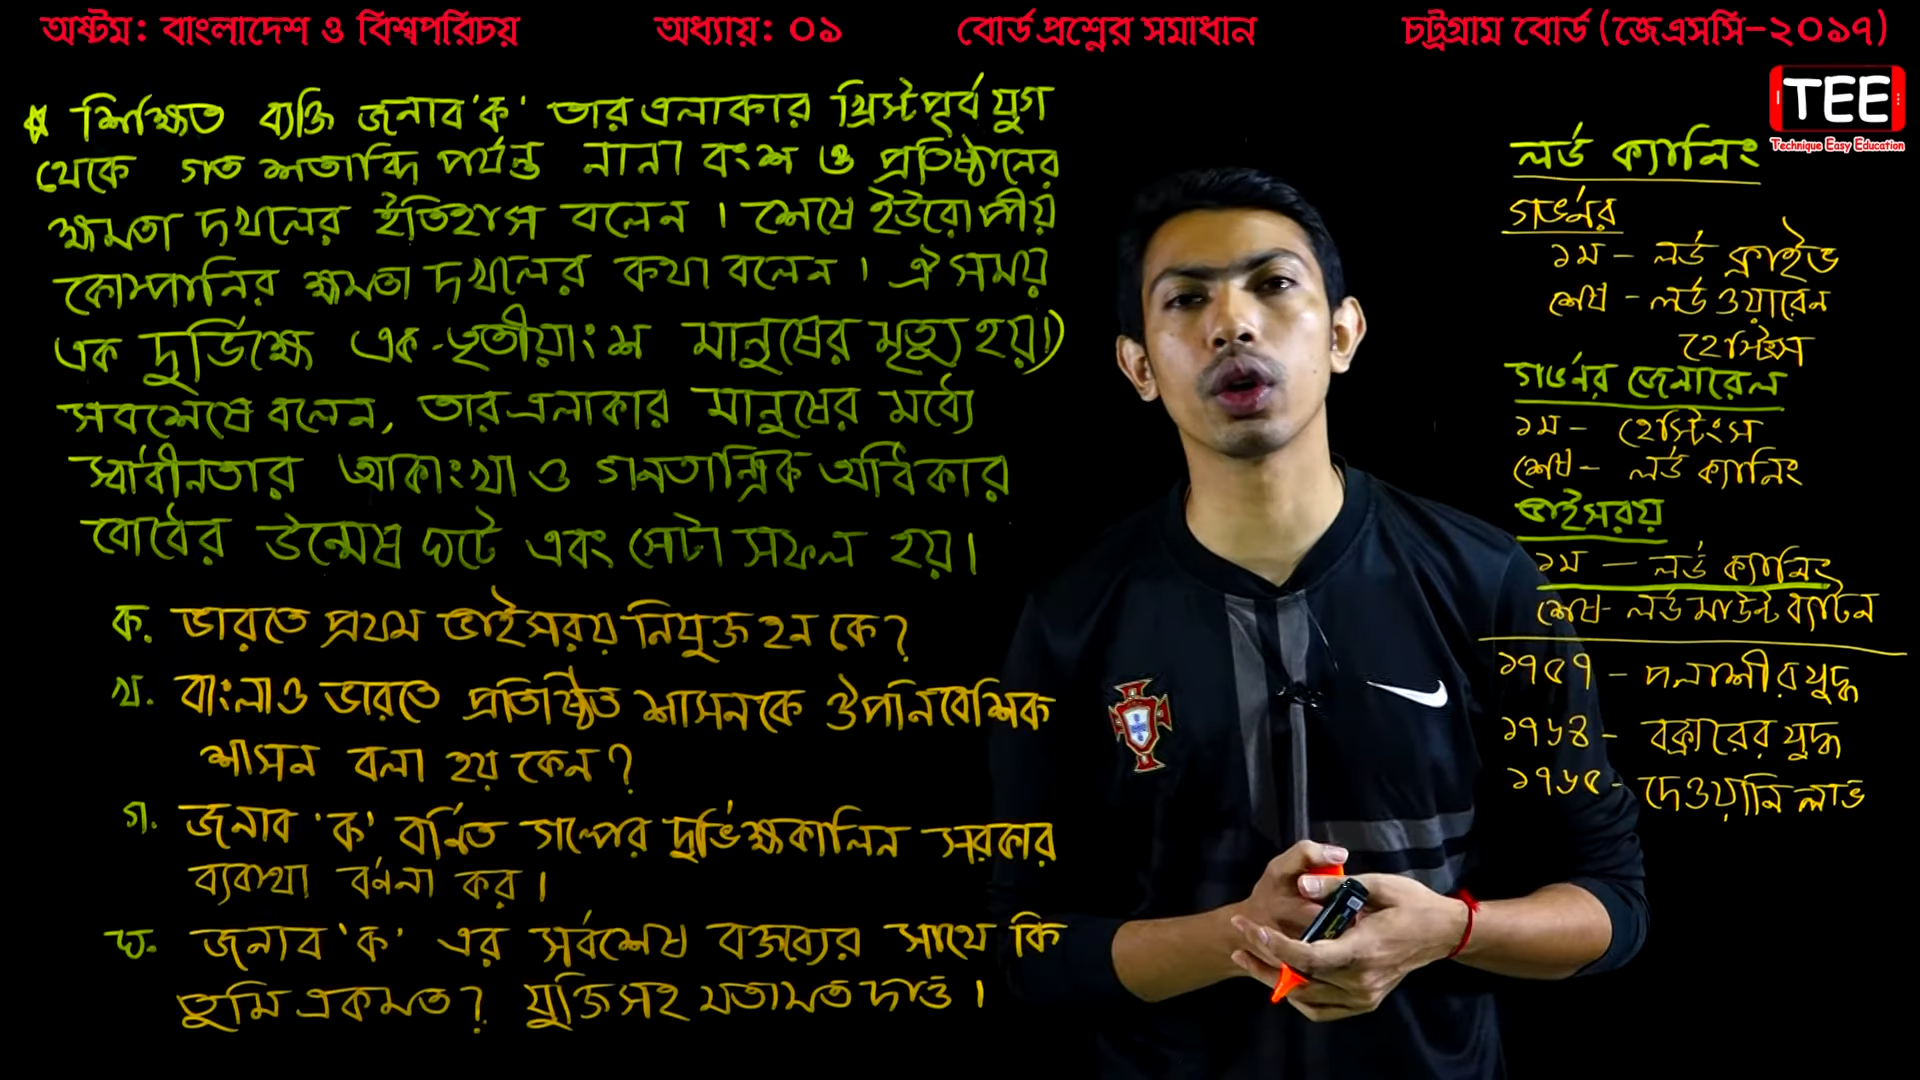 অষ্টম: বাংলাদেশ ও বিশ্বপরিচয় অধ্যায়: ০১ বোর্ড প্রশ্নের সমাধান চট্রগ্রাম বোর্ড (জেএসসি-২০১৭)
TEE
Technique Easy Education
শিক্ষিত ব্যক্তি জনাব 'ক' তার এলাকার খ্রিস্টপূর্ব যুগ
থেকে গত শতাব্দি পর্যন্ত নানা বংশ ও প্রতিষ্ঠানের
ক্ষমতা দখলের ইতিহাস বলেন। শেষে ইউরোপীয়
কোম্পানির ক্ষমতা দখলের কথা বলেন। ঐ সময়
এক দুর্ভিক্ষে এক-তৃতীয়াংশ মানুষের মৃত্যু হয়।)
সবশেষে বলেন, তার এলাকার মানুষের মধ্যে
স্বাধীনতার আকাংখা ও গনতান্ত্রিক অধিকার
বোধের উন্মেষ ঘটে এবং সেটা সফল হয়।
ক. ভারতে প্রথম ভাইসরয় নিযুক্ত হন কে?
খ. বাংলা ও ভারতে প্রতিষ্ঠিত শাসনকে ঔপনিবেশিক
শাসন বলা হয় কেন?
গ. জনাব 'ক' বর্নিত গল্পের দুর্ভিক্ষকালিন সরকার
ব্যবস্থা বর্ননা কর।
ঘ. জনাব 'ক' এর সর্বশেষ বক্তব্যের সাথে কি
তুমি একমত? যুক্তিসহ মতামত দাও।
লর্ড ক্যানিং
গভর্নর
১ম - লর্ড ক্লাইভ
শেষ - লর্ড ওয়ারেন
হেস্টিংস
গভর্নর জেনারেল
১ম - হেস্টিংস
শেষ - লর্ড ক্যানিং
ভাইসরয়
১ম - লর্ড ক্যানিং
শেষ- লর্ড মাউন্ট ব্যাটন
১৭৫৭ - পলাশীর যুদ্ধ
১৭৬৪ - বক্সারের যুদ্ধ
১৭৬৫ - দেওয়ানি লাভ